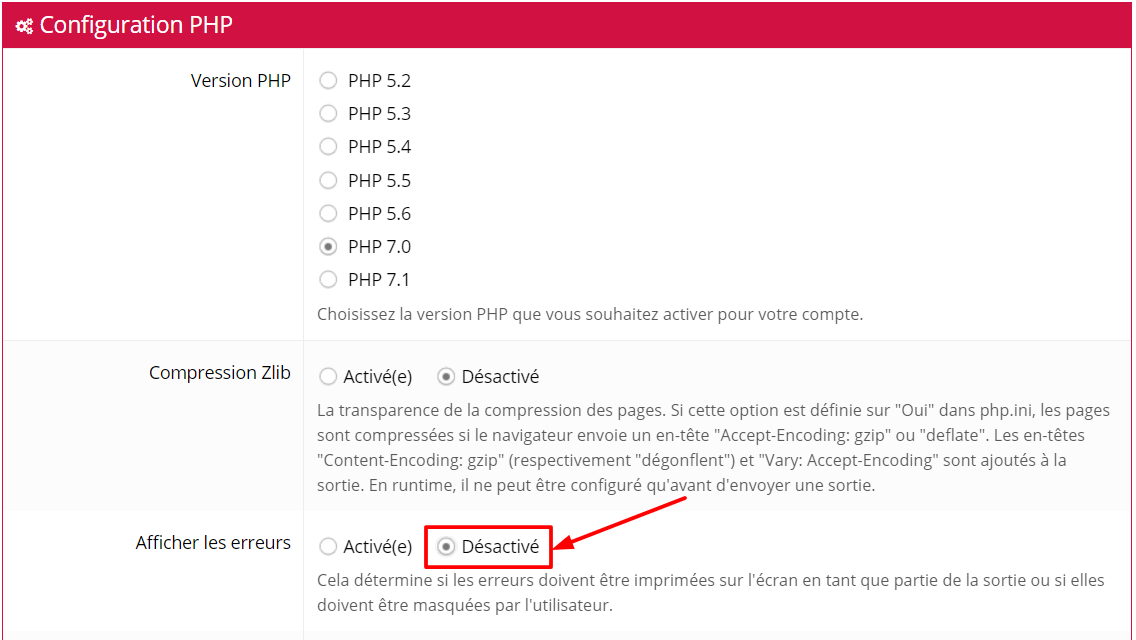 Configuration PHP
Version PHP
PHP 5.2
PHP 5.3
PHP 5.4
PHP 5.5
PHP 5.6
PHP 7.0
PHP 7.1
Choisissez la version PHP que vous souhaitez activer pour votre compte.
Compression Zlib
Activé(e) Désactivé
La transparence de la compression des pages. Si cette option est définie sur "Oui" dans php.ini, les pages
sont compressées si le navigateur envoie un en-tête "Accept-Encoding: gzip" ou "deflate". Les en-têtes
"Content-Encoding: gzip" (respectivement "dégonflent") et "Vary: Accept-Encoding" sont ajoutés à la
sortie. En runtime, il ne peut être configuré qu'avant d'envoyer une sortie.
Afficher les erreurs
Activé(e) Désactivé
Cela détermine si les erreurs doivent être imprimées sur l'écran en tant que partie de la sortie ou si elles
doivent être masquées par l'utilisateur.